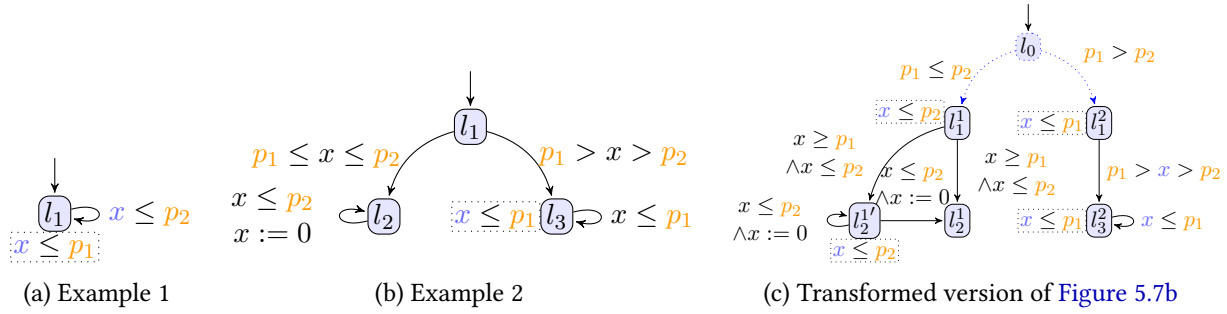 l₁
x ≤ p₂
x ≤ p₁
(a) Example 1
l₁
p₁ ≤ x ≤ p₂
p₁ > x > p₂
x ≤ p₂
x := 0
l₂
x ≤ p₁
l₃
x ≤ p₁
(b) Example 2
l₀
p₁ ≤ p₂
p₁ > p₂
x ≤ p₂
l₁¹
x ≤ p₁
l₁²
x ≥ p₁
∧x ≤ p₂
x ≤ p₂
∧x := 0
x ≥ p₁
∧x ≤ p₂
p₁ > x > p₂
x ≤ p₂
∧x := 0
l₂¹′
l₂¹
x ≤ p₁
l₃²
x ≤ p₁
x ≤ p₂
(c) Transformed version of Figure 5.7b